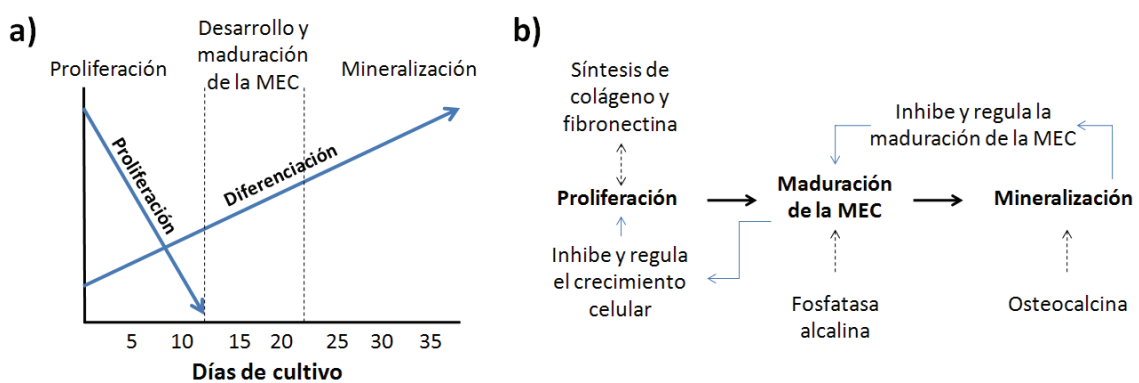 a)
Proliferación
Desarrollo y
maduración
de la MEC
Mineralización
Proliferación
Diferenciación
5 10 15 20 25 30 35
Días de cultivo
b)
Síntesis de
colágeno y
fibronectina
Inhibe y regula la
maduración de la MEC
Proliferación
Maduración
de la MEC
Mineralización
Inhibe y regula
el crecimiento
celular
Fosfatasa
alcalina
Osteocalcina